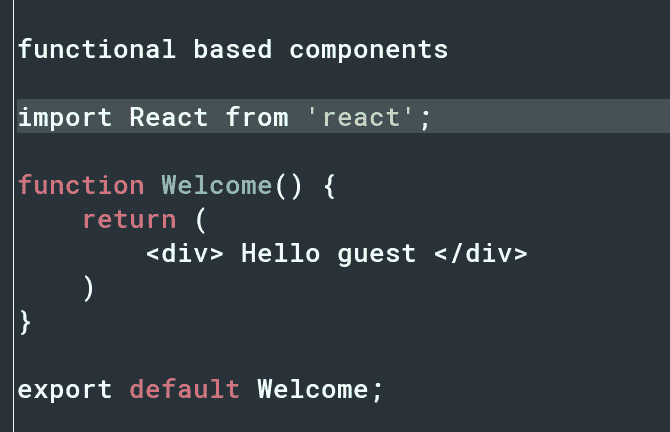 functional based components
import React from 'react';
function Welcome() {
    return (
        <div> Hello guest </div>
    )
}
export default Welcome;